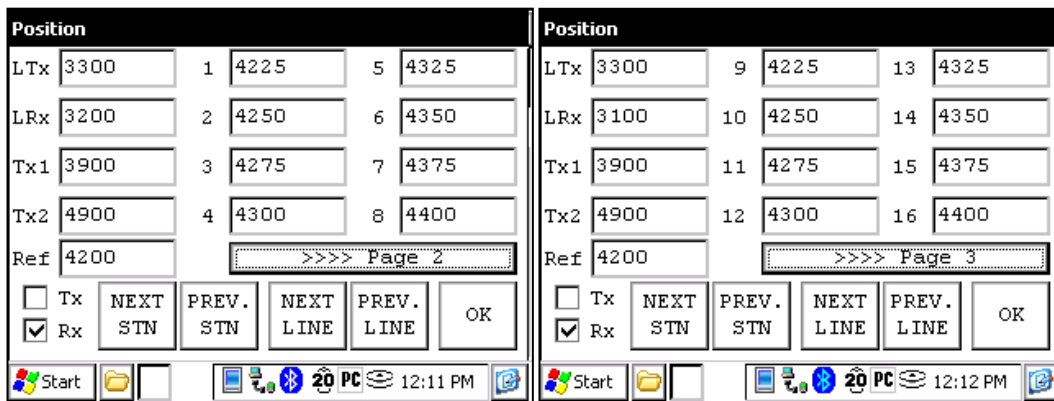 Position
LTx 3300 1 4225 5 4325
LRx 3200 2 4250 6 4350
Tx1 3900 3 4275 7 4375
Tx2 4900 4 4300 8 4400
Ref 4200 >>>> Page 2
Tx NEXT STN PREV. STN NEXT LINE PREV. LINE OK
Rx
Start 20 PC 12:11 PM
Position
LTx 3300 9 4225 13 4325
LRx 3100 10 4250 14 4350
Tx1 3900 11 4275 15 4375
Tx2 4900 12 4300 16 4400
Ref 4200 >>>> Page 3
Tx NEXT STN PREV. STN NEXT LINE PREV. LINE OK
Rx
Start 20 PC 12:12 PM